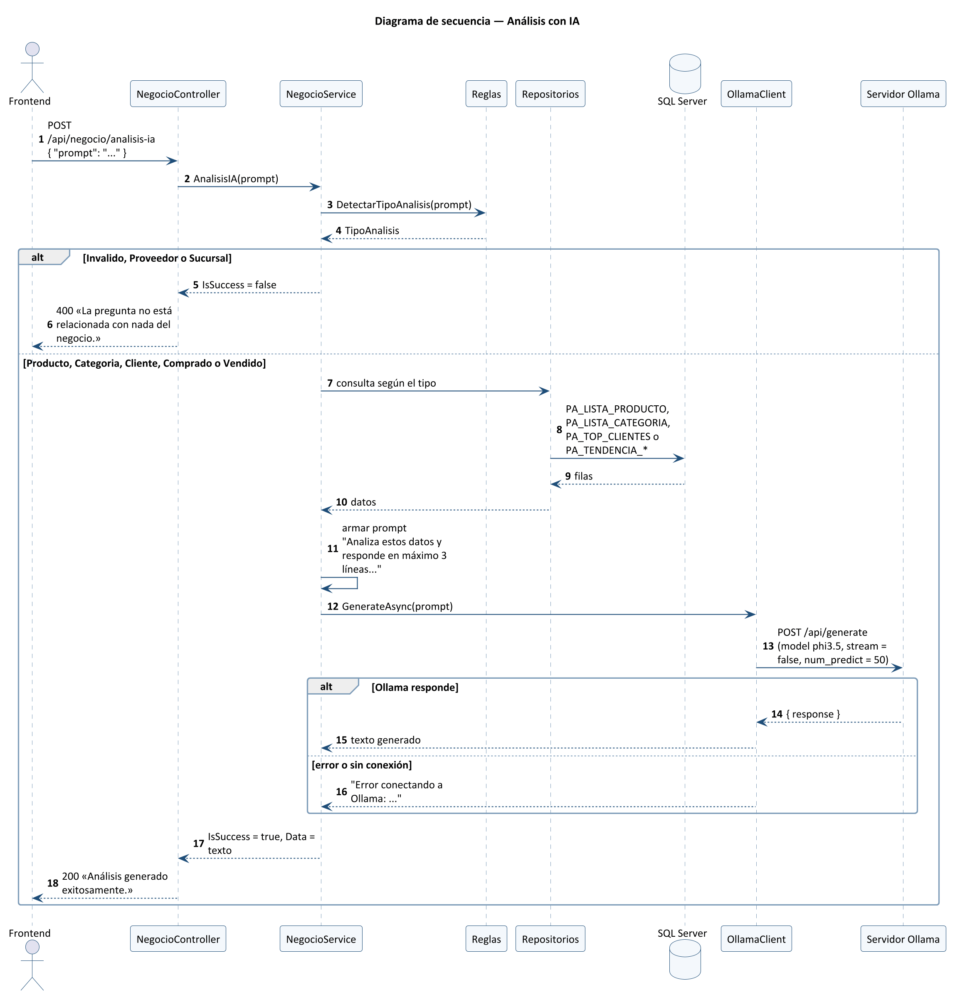 Diagrama de secuencia — Análisis con IA
Frontend
NegocioController
NegocioService
Reglas
Repositorios
SQL Server
OllamaClient
Servidor Ollama
POST
1 /api/negocio/analisis-ia
{ "prompt": "..." }
2 AnalisisIA(prompt)
3 DetectarTipoAnalisis(prompt)
4 TipoAnalisis
alt [Invalido, Proveedor o Sucursal]
5 IsSuccess = false
400 «La pregunta no está
6 relacionada con nada del
negocio.»
[Producto, Categoria, Cliente, Comprado o Vendido]
7 consulta según el tipo
PA_LISTA_PRODUCTO,
PA_LISTA_CATEGORIA,
8
PA_TOP_CLIENTES o
PA_TENDENCIA_*
9 filas
10 datos
armar prompt
"Analiza estos datos y
11
responde en máximo 3
líneas..."
12 GenerateAsync(prompt)
POST /api/generate
13 (model phi3.5, stream =
false, num_predict = 50)
alt [Ollama responde]
14 { response }
15 texto generado
[error o sin conexión]
"Error conectando a
16
Ollama: ..."
IsSuccess = true, Data =
17
texto
200 «Análisis generado
18
exitosamente.»
Frontend
NegocioController
NegocioService
Reglas
Repositorios
SQL Server
OllamaClient
Servidor Ollama